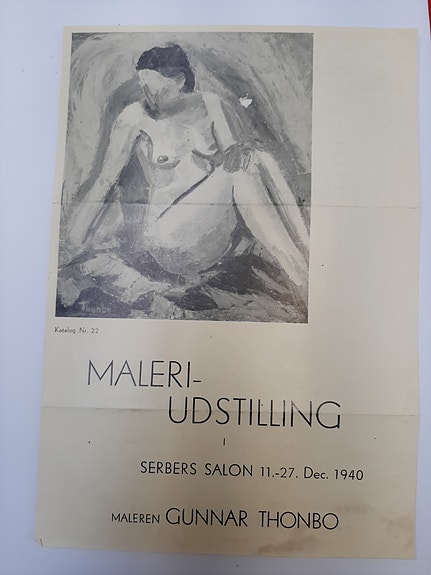 Thonbo
Katalog Nr. 22
MALERI-
UDSTILLING
I
SERBERS SALON 11.-27. Dec. 1940
MALEREN GUNNAR THONBO